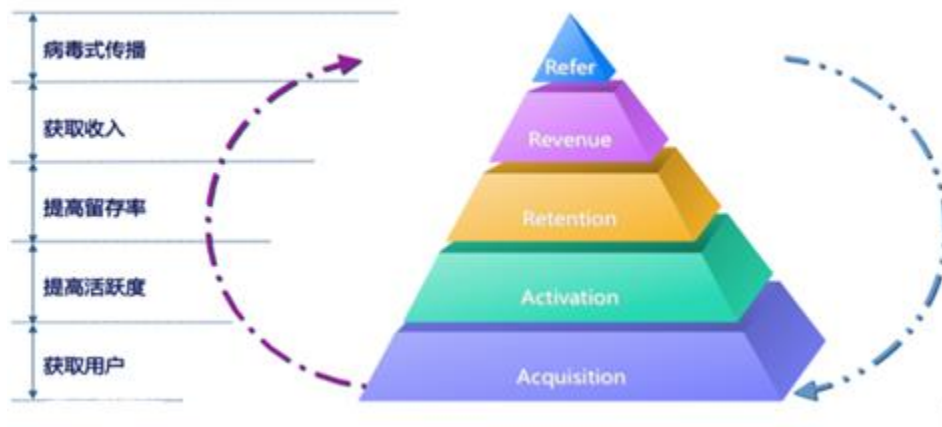 病毒式传播
Refer
获取收入
Revenue
提高留存率
Retention
提高活跃度
Activation
获取用户
Acquisition